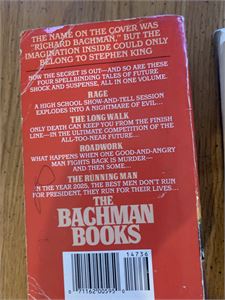 THE NAME ON THE COVER WAS
"RICHARD BACHMAN," BUT THE
IMAGINATION INSIDE COULD ONLY
BELONG TO STEPHEN KING
NOW THE SECRET IS OUT—AND SO ARE THESE
FOUR SPELLBINDING TALES OF FUTURE
SHOCK AND SUSPENSE, ALL IN ONE VOLUME.
RAGE
A HIGH SCHOOL SHOW-AND-TELL SESSION
EXPLODES INTO A NIGHTMARE OF EVIL...
THE LONG WALK
ONLY DEATH CAN KEEP YOU FROM THE FINISH
LINE—IN THE ULTIMATE COMPETITION OF THE
ALL-TOO-NEAR FUTURE...
ROADWORK
WHAT HAPPENS WHEN ONE GOOD-AND-ANGRY
MAN FIGHTS BACK IS MURDER—
AND THEN SOME...
THE RUNNING MAN
IN THE YEAR 2025, THE BEST MEN DON'T RUN
FOR PRESIDENT, THEY RUN FOR THEIR LIVES...
THE
BACHMAN
BOOKS
14736
0 71162 00595 0